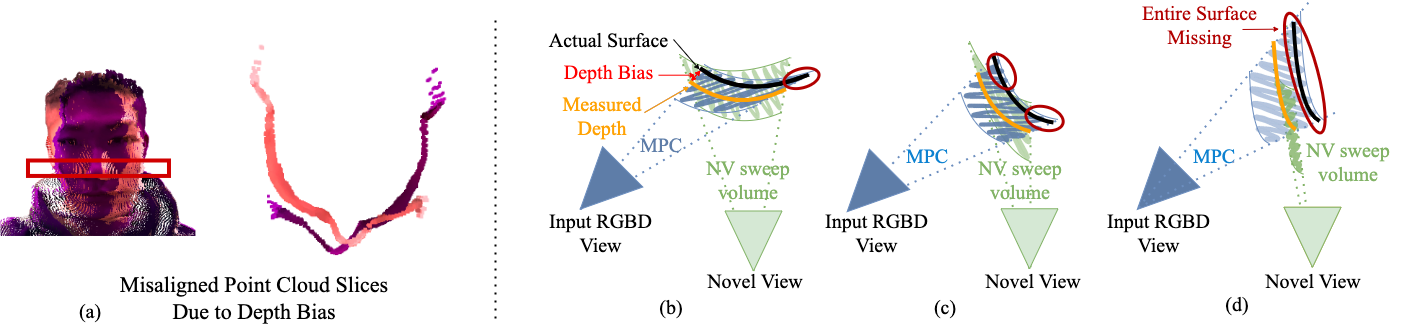 Misaligned Point Cloud Slices
Due to Depth Bias
(a)
Actual Surface
Depth Bias
Measured
Depth
MPC
NV sweep
volume
Input RGBD
View
Novel View
(b)
MPC
NV sweep
volume
Input RGBD
View
Novel View
(c)
Entire Surface
Missing
MPC
NV sweep
volume
Input RGBD
View
Novel View
(d)